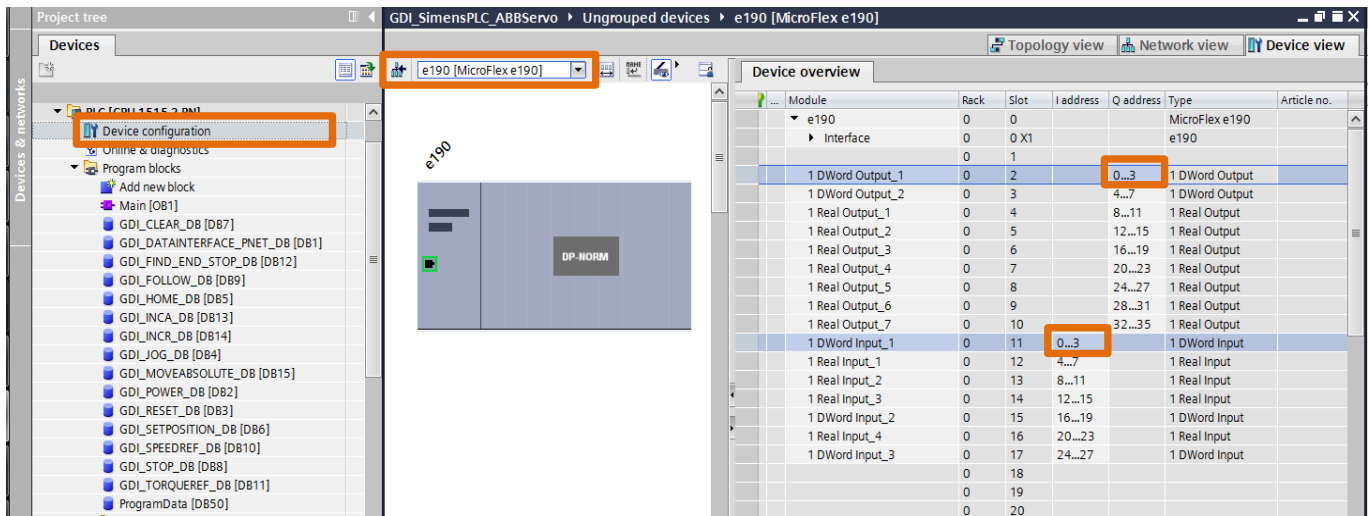 Project tree
GDI_SimensPLC_ABBServo ▸ Ungrouped devices ▸ e190 [MicroFlex e190]
Devices
Topology view
Network view
Device view
Devices & networks
PLC [CPU 1515-2 PN]
Device configuration
Online & diagnostics
Program blocks
Add new block
Main [OB1]
GDI_CLEAR_DB [DB7]
GDI_DATAINTERFACE_PNET_DB [DB1]
GDI_FIND_END_STOP_DB [DB12]
GDI_FOLLOW_DB [DB9]
GDI_HOME_DB [DB5]
GDI_INCA_DB [DB13]
GDI_INCR_DB [DB14]
GDI_JOG_DB [DB4]
GDI_MOVEABSOLUTE_DB [DB15]
GDI_POWER_DB [DB2]
GDI_RESET_DB [DB3]
GDI_SETPOSITION_DB [DB6]
GDI_SPEEDREF_DB [DB10]
GDI_STOP_DB [DB8]
GDI_TORQUEREF_DB [DB11]
ProgramData [DB50]
e190 [MicroFlex e190]
e190
DP-NORM
Device overview
... Module Rack Slot I address Q address Type Article no.
e190 0 0 MicroFlex e190
Interface 0 0 X1 e190
0 1
1 DWord Output_1 0 2 0...3 1 DWord Output
1 DWord Output_2 0 3 4...7 1 DWord Output
1 Real Output_1 0 4 8...11 1 Real Output
1 Real Output_2 0 5 12...15 1 Real Output
1 Real Output_3 0 6 16...19 1 Real Output
1 Real Output_4 0 7 20...23 1 Real Output
1 Real Output_5 0 8 24...27 1 Real Output
1 Real Output_6 0 9 28...31 1 Real Output
1 Real Output_7 0 10 32...35 1 Real Output
1 DWord Input_1 0 11 0...3 1 DWord Input
1 Real Input_1 0 12 4...7 1 Real Input
1 Real Input_2 0 13 8...11 1 Real Input
1 Real Input_3 0 14 12...15 1 Real Input
1 DWord Input_2 0 15 16...19 1 DWord Input
1 Real Input_4 0 16 20...23 1 Real Input
1 DWord Input_3 0 17 24...27 1 DWord Input
0 18
0 19
0 20